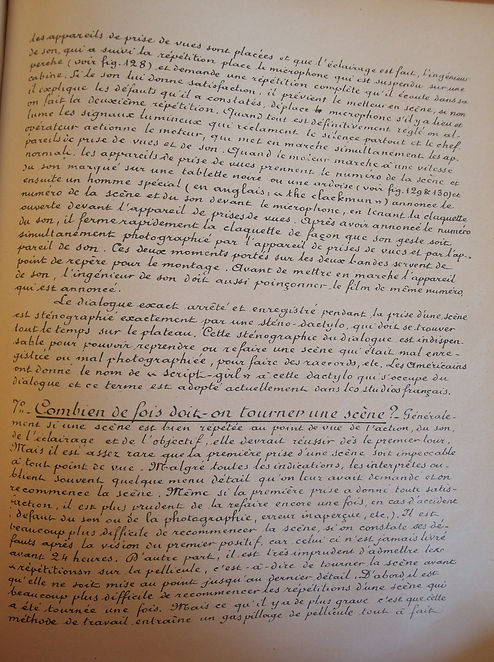 les appareils de prise de vues sont placées et que l'éclairage est fait, l'ingénieur
de son, qui a suivi la répétition place le microphone qui est suspendu sur une
perche (voir fig. 128) et demande une répétition complète qu'il écoute dans sa
cabine. Si le son lui donne satisfaction, il prévient le metteur en scène, si non
il explique les défauts qu'il a constatés, déplace le microphone s'il y a lieu et
on fait la deuxième répétition. Quand tout est définitivement réglé on al-
lume les signaux lumineux qui réclament le silence partout et le chef
opérateur actionne le moteur, qui met en marche simultanément les ap-
pareils de prise de vues et de son. Quand le moteur marche à une vitesse
normale, les appareils de prise de vues prennent le numéro de la scène et
du son marqué sur une tablette noire ou une ardoise (voir fig. 129 & 130) et
ensuite un homme spécial (en anglais: « the clackmun ») annonce le
numéro de la scène et du son devant le microphone, en tenant la claquette
ouverte devant l'appareil de prises de vues. Après avoir annoncé le numéro
du son, il ferme rapidement la claquette de façon que son geste soit
simultanément photographié par l'appareil de prises de vues et par l'ap-
pareil de son. Ces deux moments portés sur les deux bandes servent de
point de repère pour le montage. Avant de mettre en marche l'appareil
de son, l'ingénieur de son doit aussi poinçonner le film de même numéro
qui est annoncé.
Le dialogue exact arrêté et enregistré pendant la prise d'une scène
est sténographié exactement par une sténo-dactylo, qui doit se trouver
tout le temps sur le plateau. Cette sténographie du dialogue est indispen-
sable pour pouvoir reprendre ou refaire une scène qui était mal enre-
gistrée ou mal photographiée, pour faire des raccords, etc. Les Américains
ont donné le nom de « Script-girl » à cette dactylo qui s'occupe du
dialogue et ce terme est adopté actuellement dans les studios français.
7º.- Combien de fois doit-on tourner une scène? Générale-
ment si une scène est bien répétée au point de vue de l'action, du son,
de l'éclairage et de l'objectif, elle devrait réussir dès le premier tour.
Mais il est assez rare que la première prise d'une scène, soit impeccable
à tout point de vue. Malgré toutes les indications, les interprètes ou-
blient souvent quelque menu détail qu'on leur avait demandé et on
recommence la scène. Même si la première prise a donné toute satis-
faction, il est plus prudent de la refaire encore une fois, en cas d'accident
(défaut du son ou de la photographie, erreur imparfaite, etc.). Il est
beaucoup plus difficile de recommencer la scène, si on constate ses dé-
fauts après la vision du premier positif, car celui ci n'est jamais livré
avant 24 heures. D'autre part, il est très imprudent d'admettre les
« répétitions » sur la pellicule, c'est-à-dire de tourner la scène avant
qu'elle ne soit mise au point jusqu'au dernier détail. D'abord, il est
beaucoup plus difficile de recommencer les répétitions d'une scène qui
a été tournée une fois. Mais ce qu'il y a de plus grave c'est que cette
méthode de travail entraîne un gaspillage de pellicule tout à fait